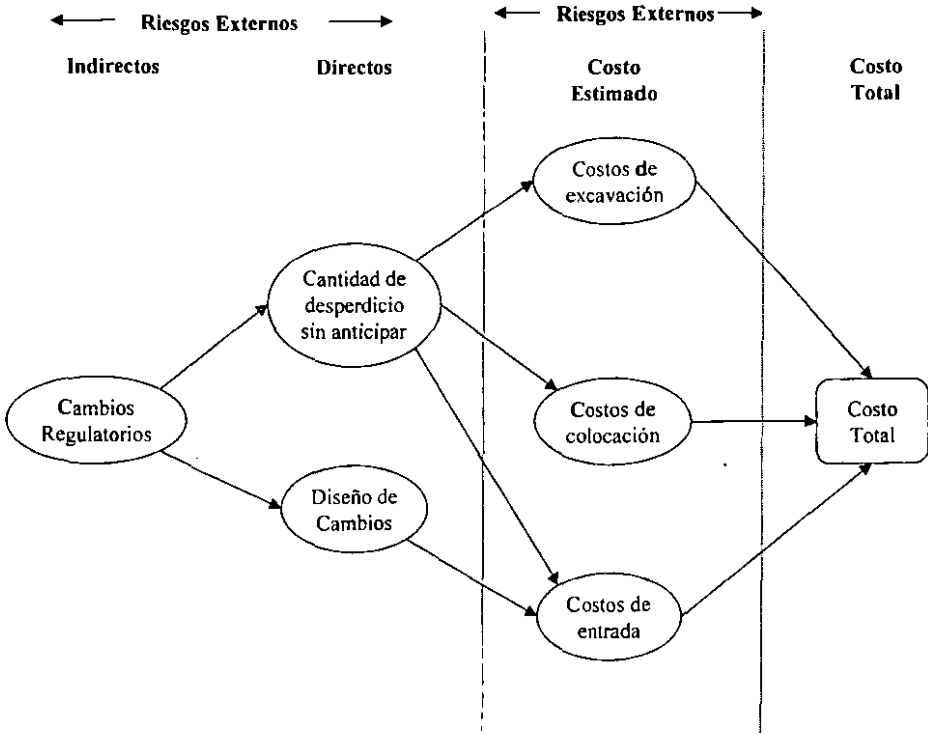 Riesgos Externos
Riesgos Externos
Indirectos
Directos
Costo
Estimado
Costo
Total
Costos de
excavación
Cantidad de
desperdicio
sin anticipar
Cambios
Regulatorios
Costos de
colocación
Costo
Total
Diseño de
Cambios
Costos de
entrada